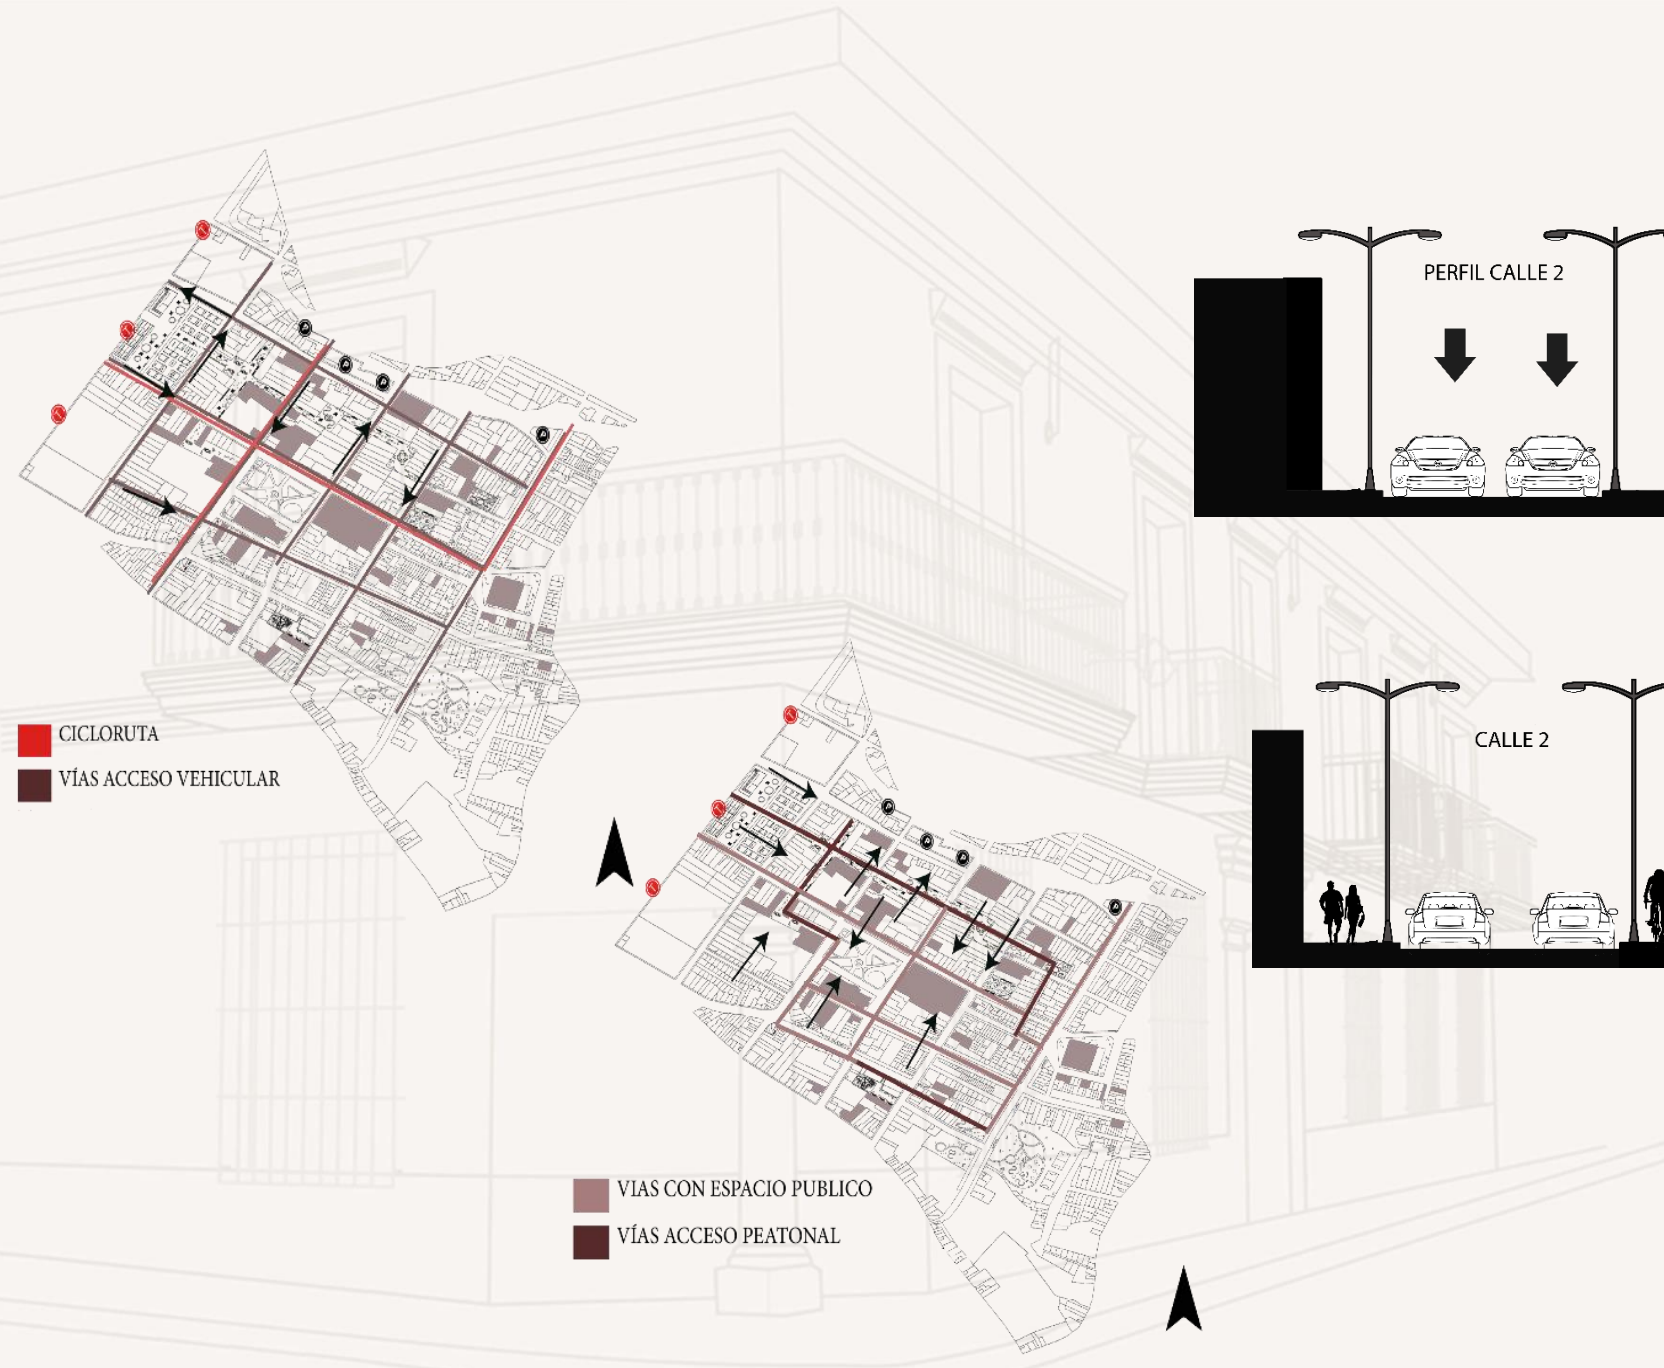 PERFIL CALLE 2
CICLORUTA
VÍAS ACCESO VEHICULAR
CALLE 2
VIAS CON ESPACIO PUBLICO
VÍAS ACCESO PEATONAL